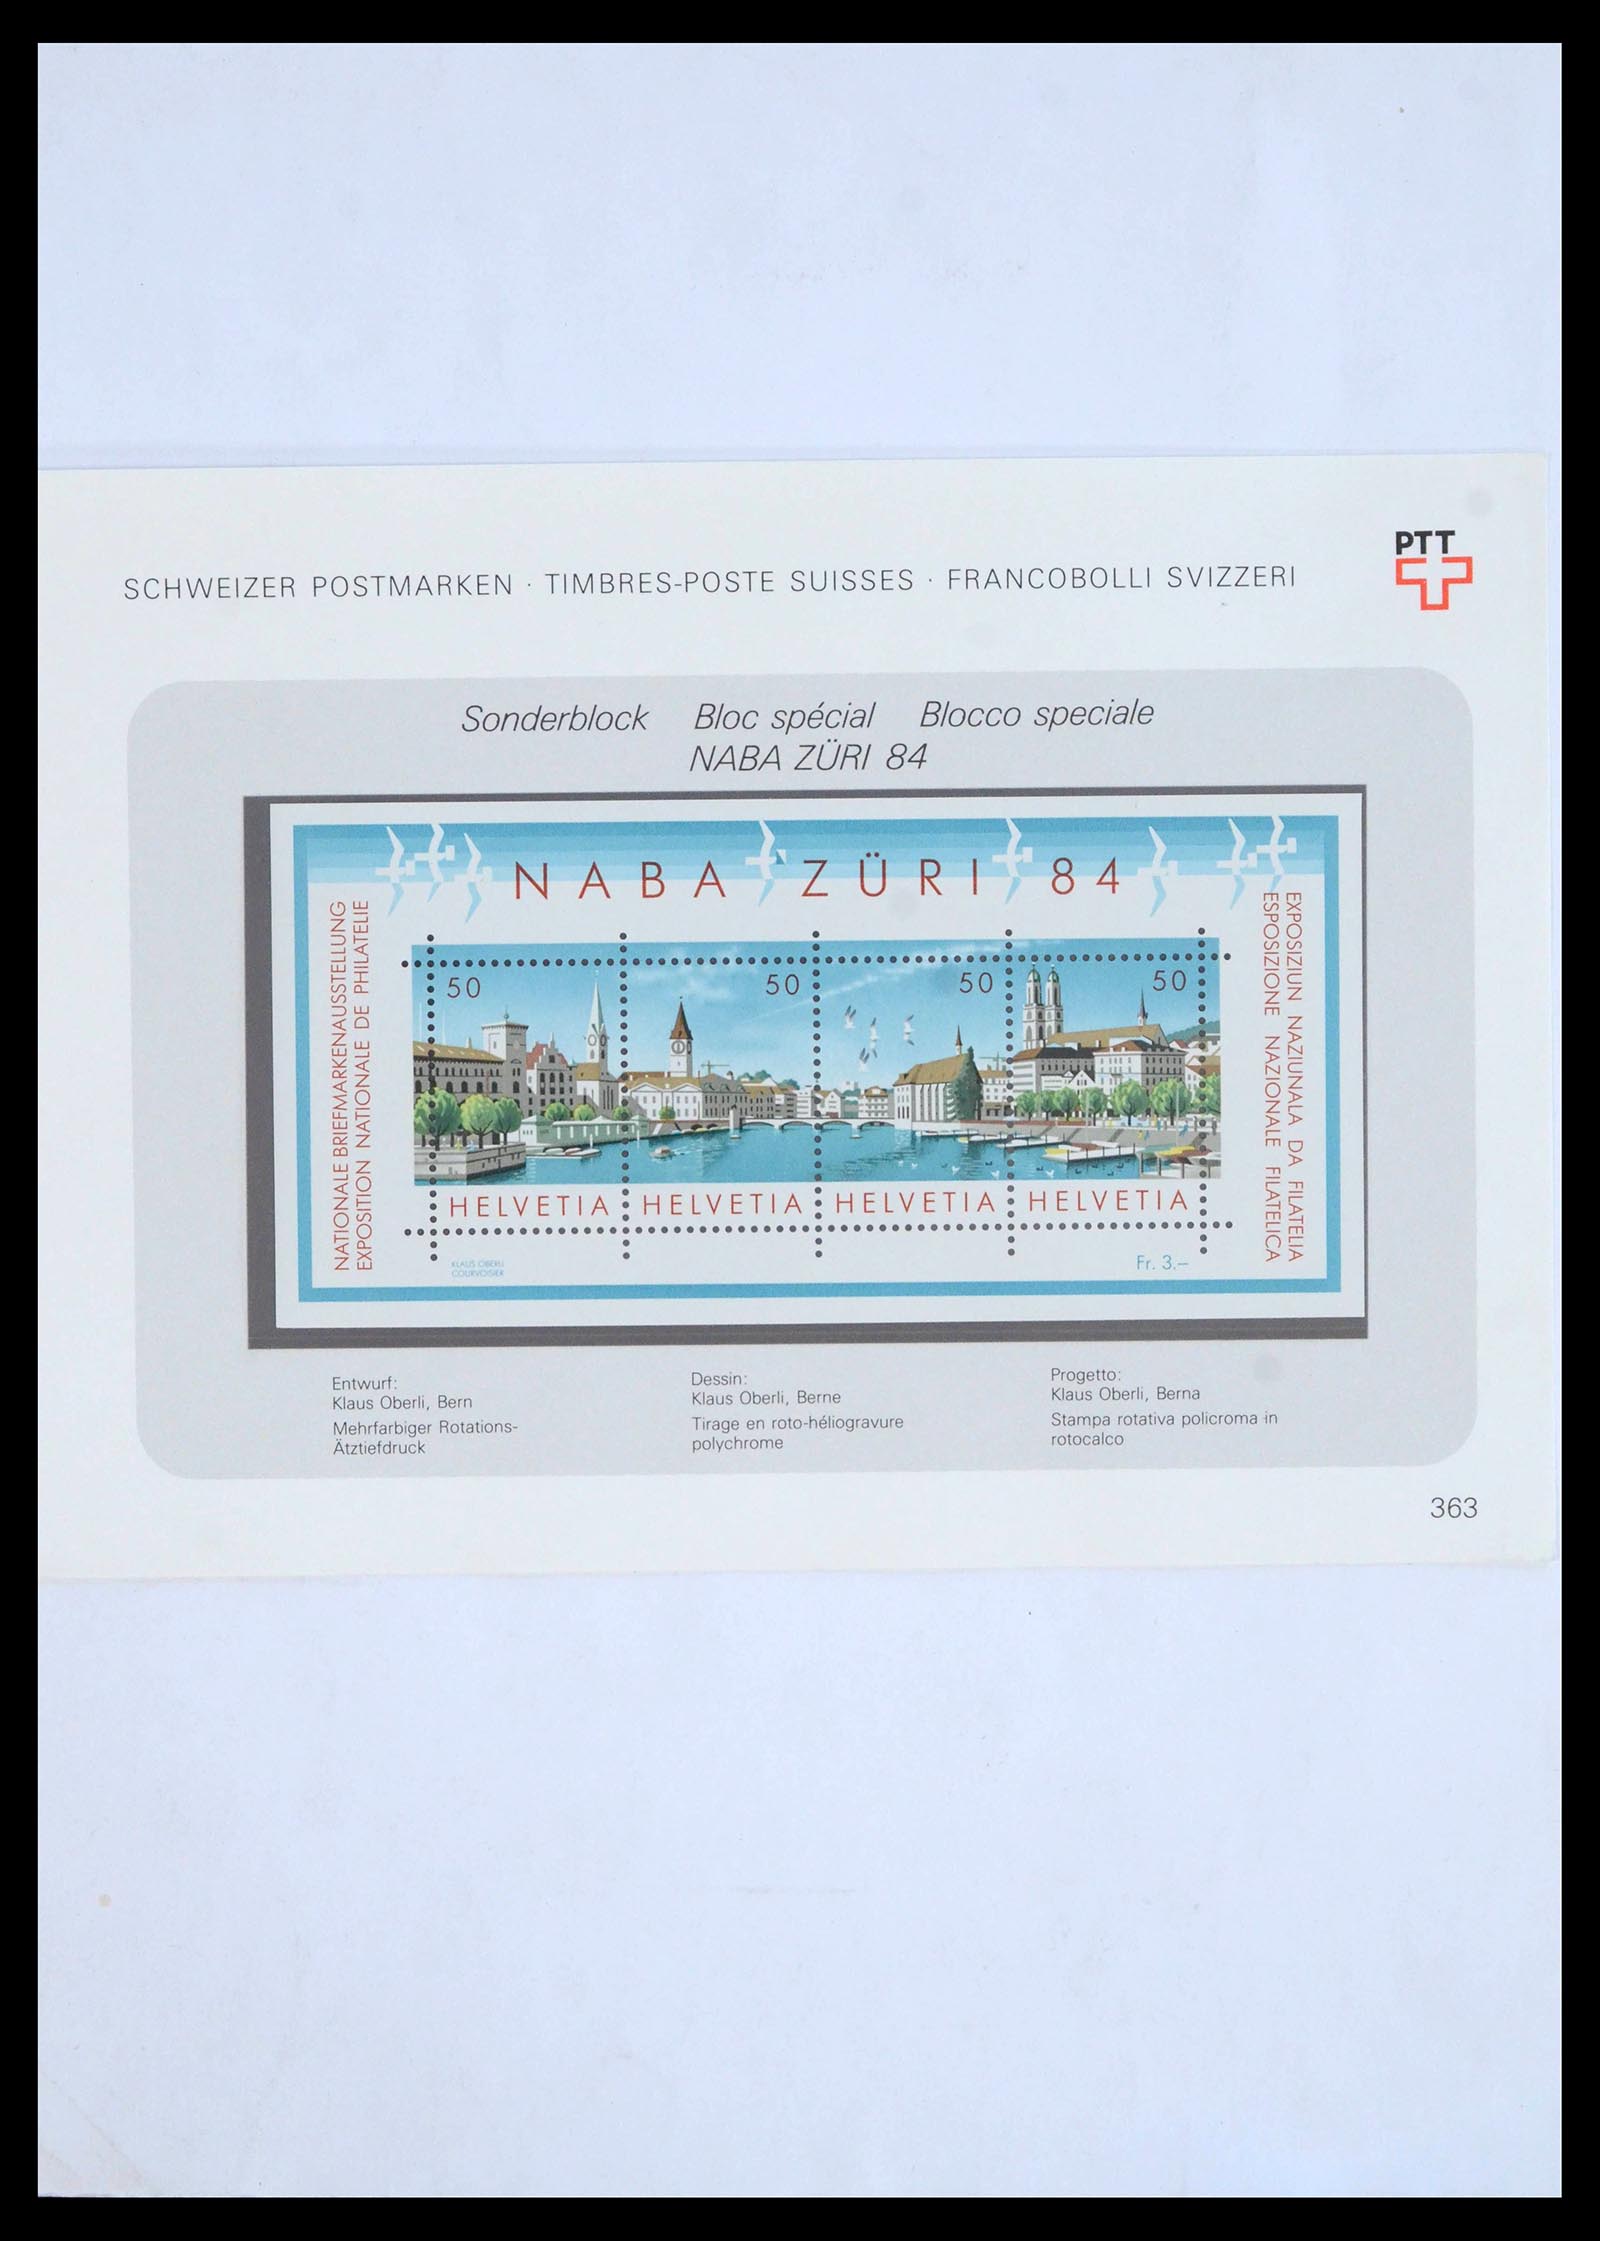 PTT
SCHWEIZER POSTMARKEN · TIMBRES-POSTE SUISSES · FRANCOBOLLI SVIZZERI
Sonderblock Bloc spécial Blocco speciale
NABA ZÜRI 84
NABA ZÜRI 84
NATIONALE BRIEFMARKENAUSSTELLUNG
EXPOSITION NATIONALE DE PHILATELIE
EXPOSIZIUN NAZIUNALA DA FILATELIA
ESPOSIZIONE NAZIONALE FILATELICA
50 50 50 50
HELVETIA HELVETIA HELVETIA HELVETIA
KLAUS OBERLI
COURVOISIER
Fr. 3.–
Entwurf:
Klaus Oberli, Bern
Mehrfarbiger Rotations-
Ätztiefdruck
Dessin:
Klaus Oberli, Berne
Tirage en roto-héliogravure
polychrome
Progetto:
Klaus Oberli, Berna
Stampa rotativa policroma in
rotocalco
363